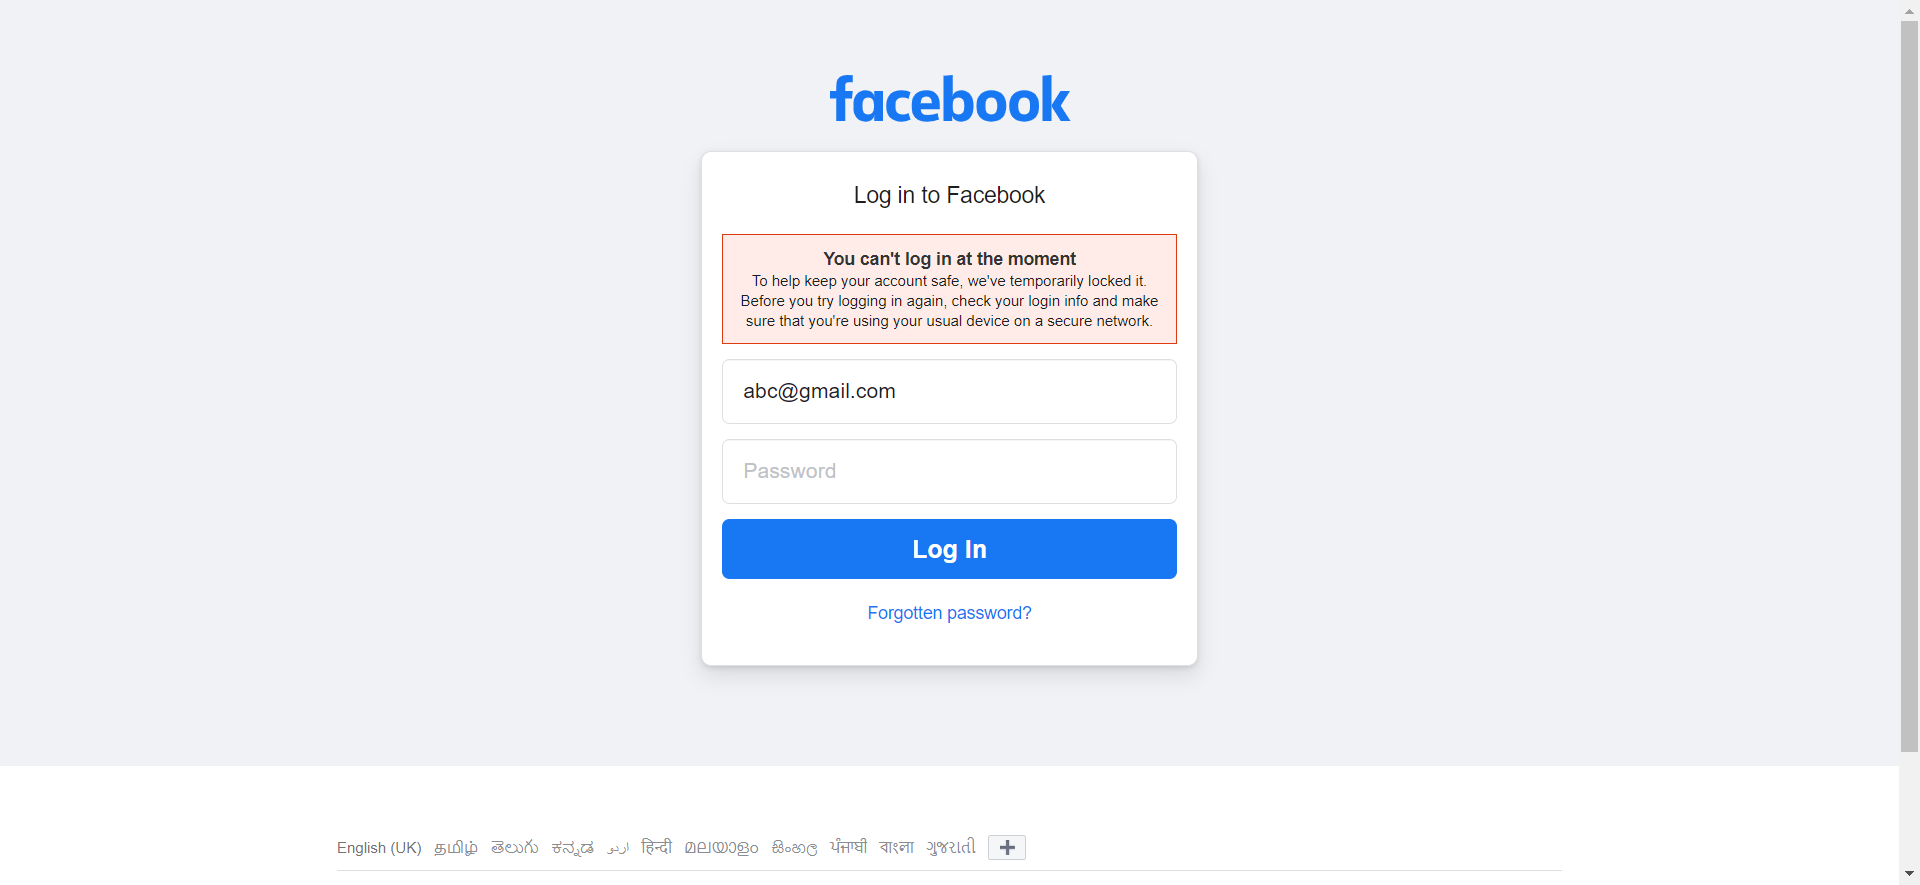 facebook
Log in to Facebook
You can't log in at the moment
To help keep your account safe, we've temporarily locked it.
Before you try logging in again, check your login info and make
sure that you're using your usual device on a secure network.
abc@gmail.com
Password
Log In
Forgotten password?
English (UK) தமிழ் తెలుగు ಕನ್ನಡ اردو हिन्दी മലയാളം සිංහල ਪੰਜਾਬੀ বাংলা ગુજરાતી